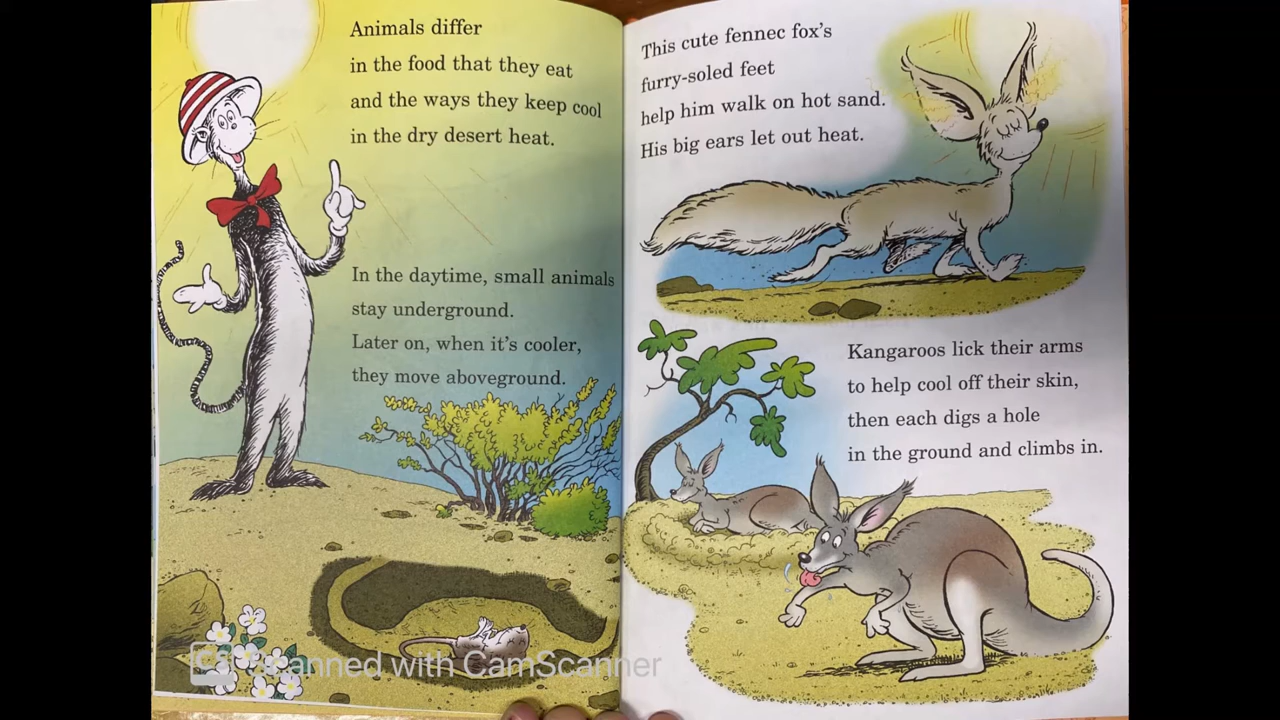 Animals differ
in the food that they eat
and the ways they keep cool
in the dry desert heat.
In the daytime, small animals
stay underground.
Later on, when it's cooler,
they move aboveground.
This cute fennec fox's
furry-soled feet
help him walk on hot sand.
His big ears let out heat.
Kangaroos lick their arms
to help cool off their skin,
then each digs a hole
in the ground and climbs in.
CS Scanned with CamScanner